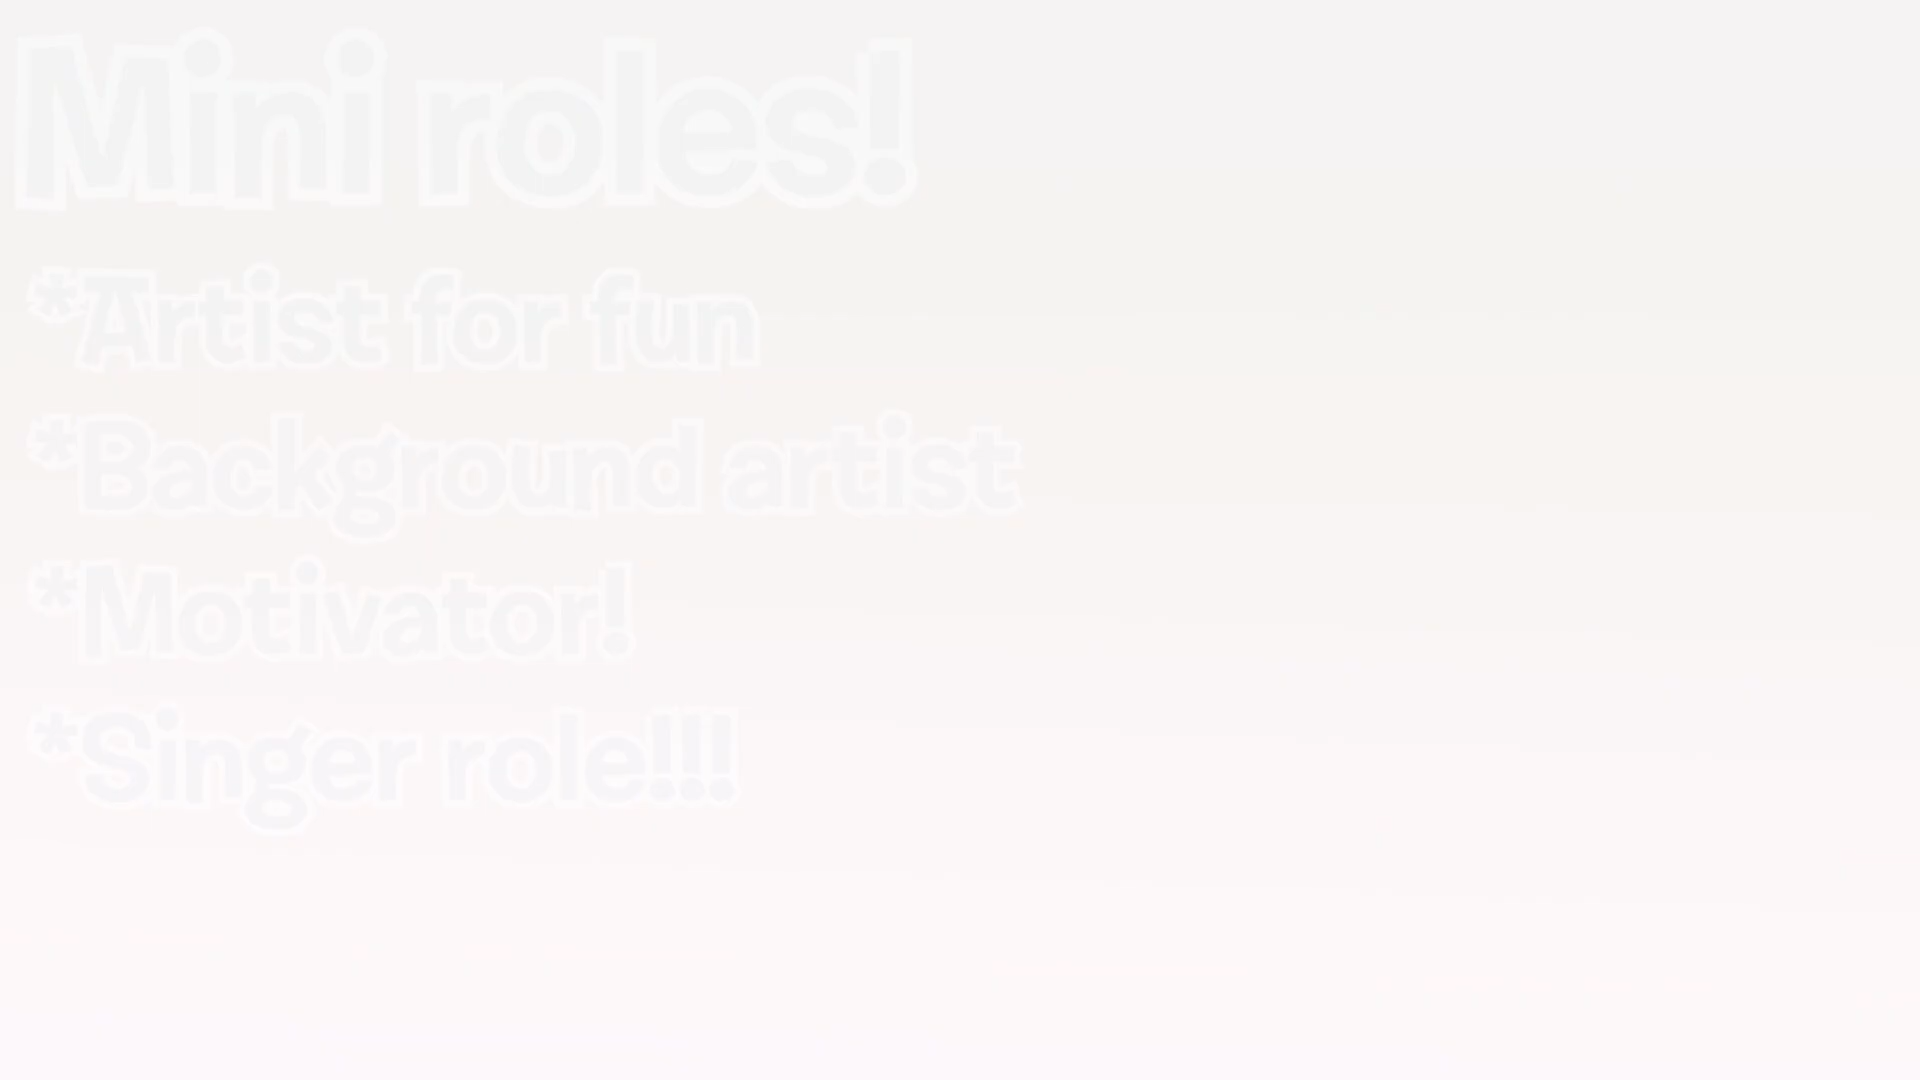 Mini roles!
*Artist for fun
*Background artist
*Motivator!
*Singer role!!!